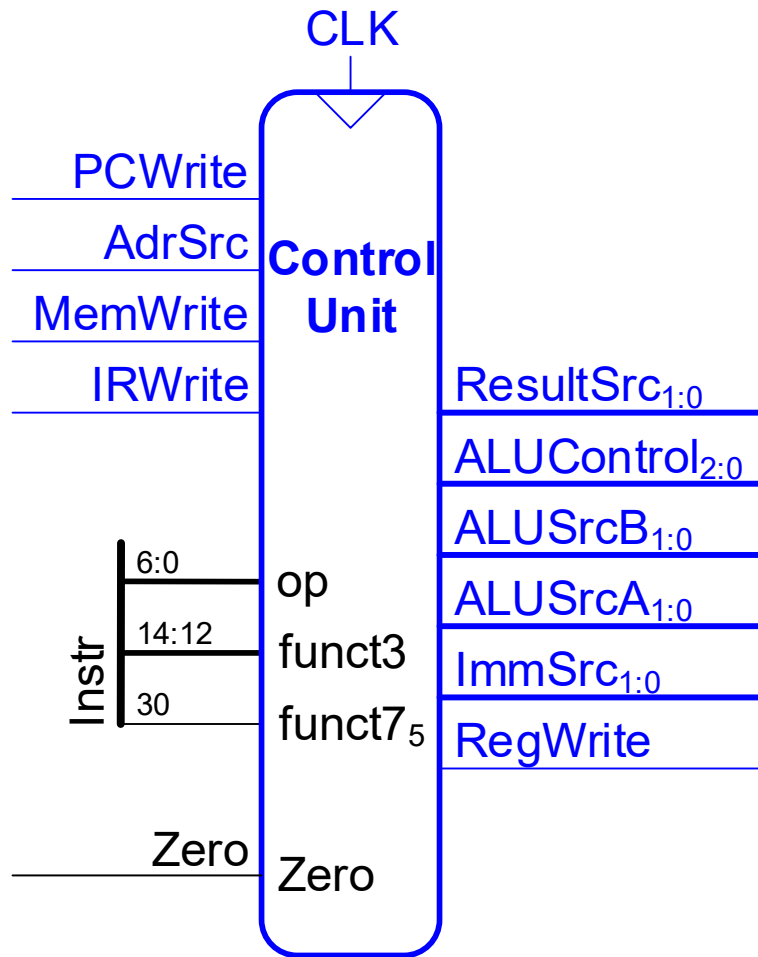 CLK
PCWrite
AdrSrc
MemWrite
IRWrite
Control
Unit
ResultSrc1:0
ALUControl2:0
ALUSrcB1:0
ALUSrcA1:0
ImmSrc1:0
RegWrite
Instr
6:0
op
14:12
funct3
30
funct75
Zero
Zero